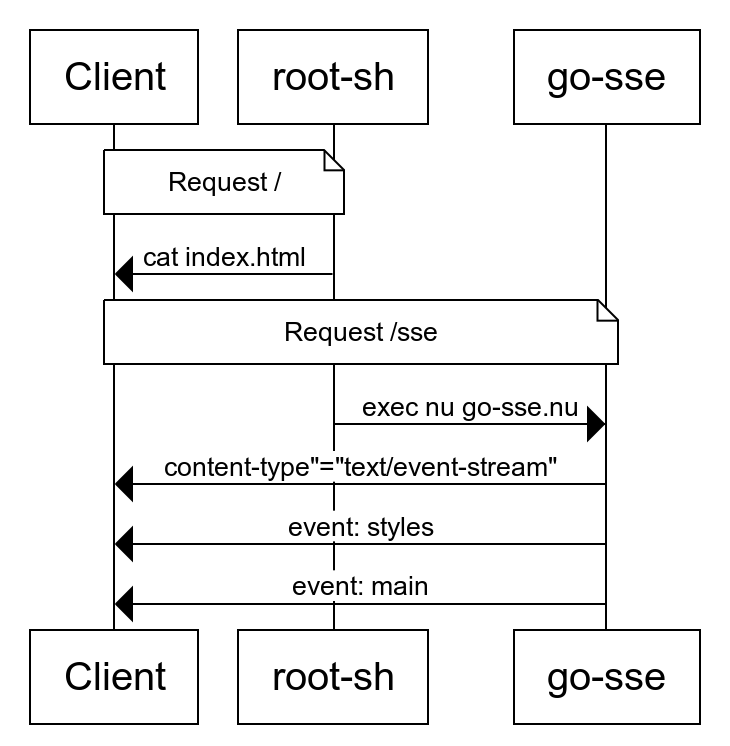 Client
root-sh
go-sse
Request /
cat index.html
Request /sse
exec nu go-sse.nu
content-type"="text/event-stream"
event: styles
event: main
Client
root-sh
go-sse